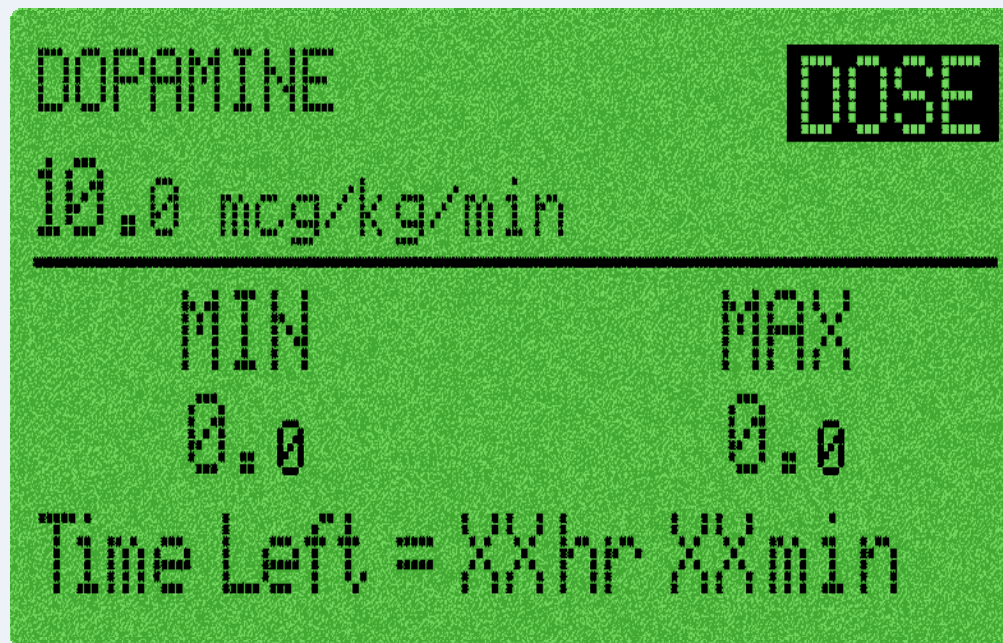 DOPAMINE DOSE
10.0 mcg/kg/min
MIN MAX
0.0 0.0
Time Left = XXhr XXmin